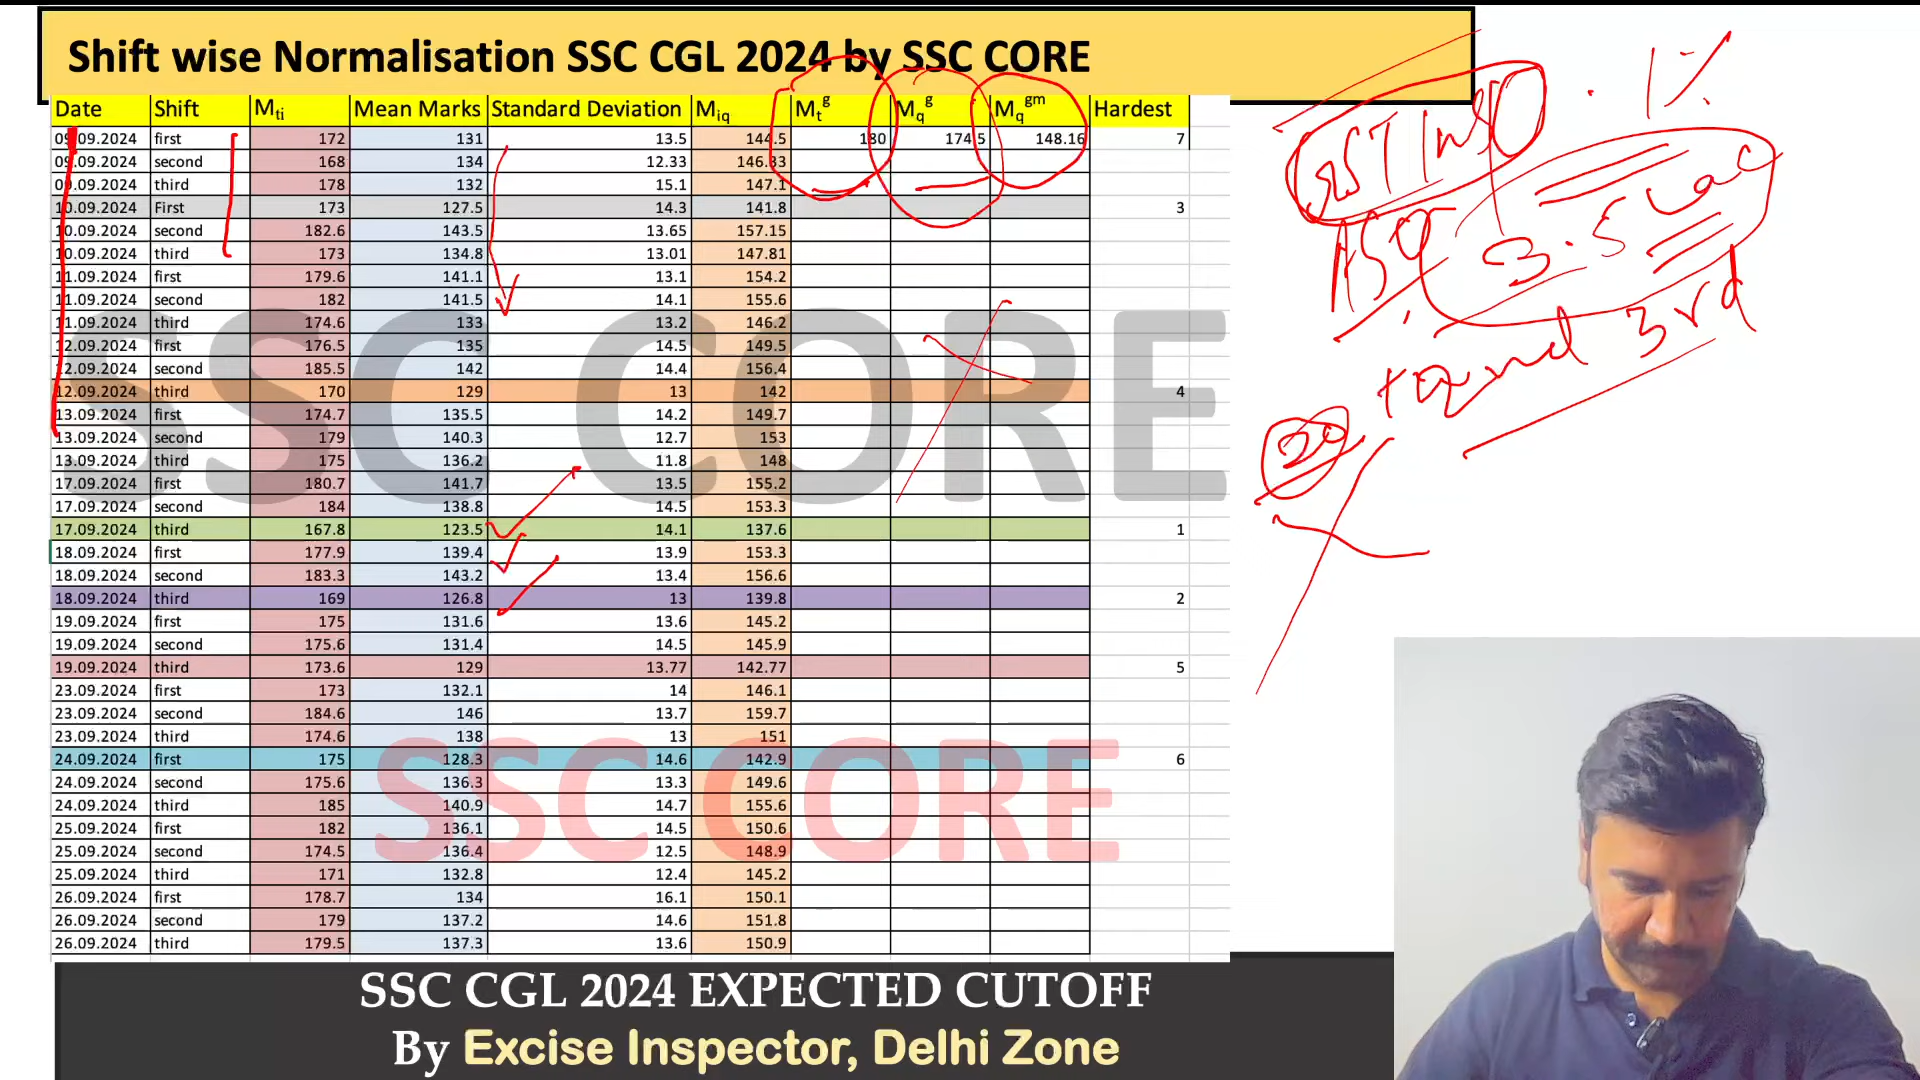 Shift wise Normalisation SSC CGL 2024 by SSC CORE
Date Shift Mti Mean Marks Standard Deviation Miq Mtg Mqg Mqgm Hardest
09.09.2024 first 172 131 13.5 144.5 180 174.5 148.16 7
09.09.2024 second 168 134 12.33 146.33
09.09.2024 third 178 132 15.1 147.1
10.09.2024 First 173 127.5 14.3 141.8 3
10.09.2024 second 182.6 143.5 13.65 157.15
10.09.2024 third 173 134.8 13.01 147.81
11.09.2024 first 179.6 141.1 13.1 154.2
11.09.2024 second 182 141.5 14.1 155.6
11.09.2024 third 174.6 133 13.2 146.2
12.09.2024 first 176.5 135 14.5 149.5
12.09.2024 second 185.5 142 14.4 156.4
12.09.2024 third 170 129 13 142 4
13.09.2024 first 174.7 135.5 14.2 149.7
13.09.2024 second 179 140.3 12.7 153
13.09.2024 third 175 136.2 11.8 148
17.09.2024 first 180.7 141.7 13.5 155.2
17.09.2024 second 184 138.8 14.5 153.3
17.09.2024 third 167.8 123.5 14.1 137.6 1
18.09.2024 first 177.9 139.4 13.9 153.3
18.09.2024 second 183.3 143.2 13.4 156.6
18.09.2024 third 169 126.8 13 139.8 2
19.09.2024 first 175 131.6 13.6 145.2
19.09.2024 second 175.6 131.4 14.5 145.9
19.09.2024 third 173.6 129 13.77 142.77 5
23.09.2024 first 173 132.1 14 146.1
23.09.2024 second 184.6 146 13.7 159.7
23.09.2024 third 174.6 138 13 151
24.09.2024 first 175 128.3 14.6 142.9 6
24.09.2024 second 175.6 136.3 13.3 149.6
24.09.2024 third 185 140.9 14.7 155.6
25.09.2024 first 182 136.1 14.5 150.6
25.09.2024 second 174.5 136.4 12.5 148.9
25.09.2024 third 171 132.8 12.4 145.2
26.09.2024 first 178.7 134 16.1 150.1
26.09.2024 second 179 137.2 14.6 151.8
26.09.2024 third 179.5 137.3 13.6 150.9
SSC CORE
SSC CORE
1%
3.5 Lac
round 3rd
20
SSC CGL 2024 EXPECTED CUTOFF
By Excise Inspector, Delhi Zone